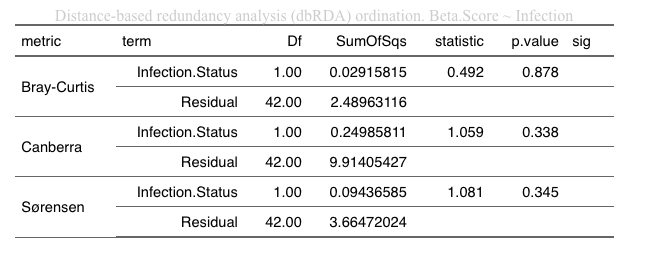 Distance-based redundancy analysis (dbRDA) ordination. Beta.Score ~ Infection
metric term Df SumOfSqs statistic p.value sig
Bray-Curtis
Infection.Status 1.00 0.02915815 0.492 0.878
Residual 42.00 2.48963116
Canberra
Infection.Status 1.00 0.24985811 1.059 0.338
Residual 42.00 9.91405427
Sørensen
Infection.Status 1.00 0.09436585 1.081 0.345
Residual 42.00 3.66472024